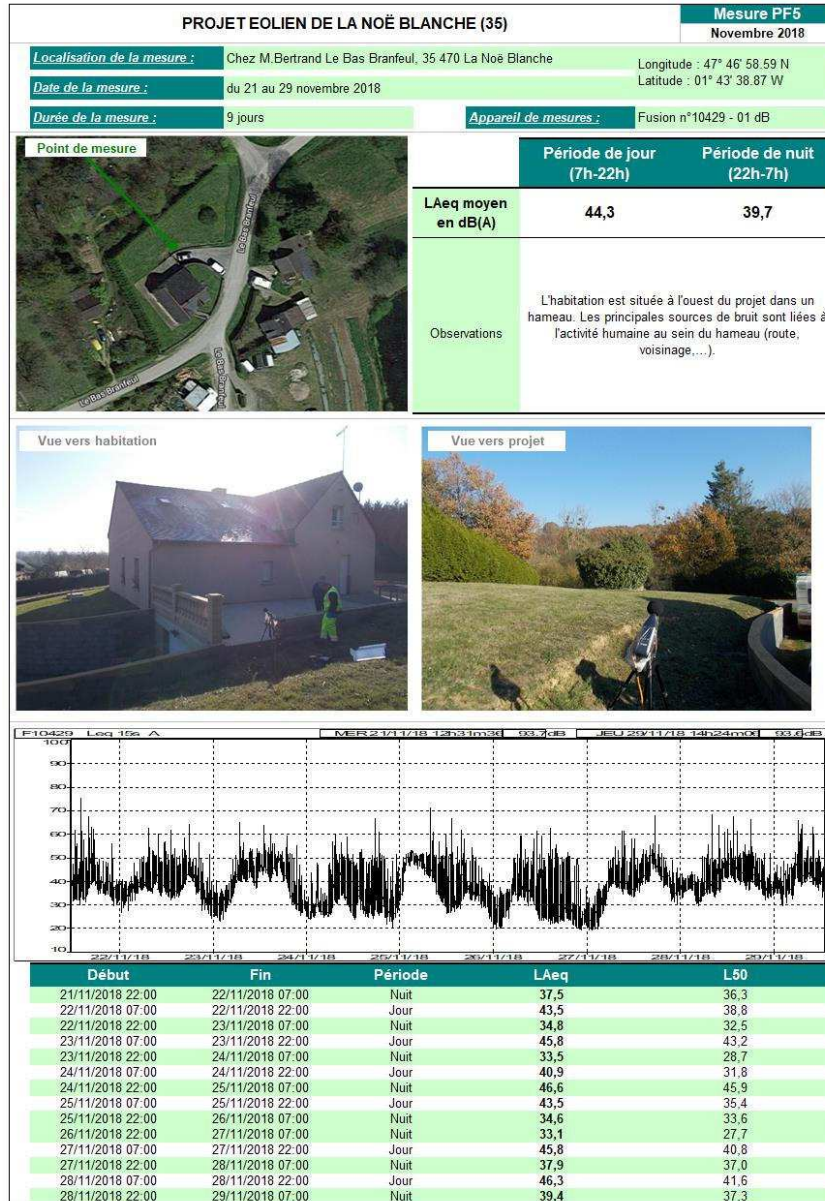 PROJET EOLIEN DE LA NOË BLANCHE (35)
Mesure PF5
Novembre 2018
Localisation de la mesure :
Chez M.Bertrand Le Bas Branfeul, 35 470 La Noë Blanche
Longitude : 47° 46' 58.59 N
Latitude : 01° 43' 38.87 W
Date de la mesure :
du 21 au 29 novembre 2018
Durée de la mesure :
9 jours
Appareil de mesures :
Fusion n°10429 - 01 dB
Point de mesure
Le Bas Branfeul
Le Bas Branfeul
Le Bas Branfeul
Période de jour (7h-22h)
Période de nuit (22h-7h)
LAeq moyen en dB(A)
44,3
39,7
Observations
L'habitation est située à l'ouest du projet dans un
hameau. Les principales sources de bruit sont liées à
l'activité humaine au sein du hameau (route,
voisinage,…).
Vue vers habitation
Vue vers projet
F10429 Leq 15s A MER 21/11/18 12h31m36 93.7dB JEU 29/11/18 14h24m06 93.6dB
100
90
80
70
60
50
40
30
20
10
22/11/18 23/11/18 24/11/18 25/11/18 26/11/18 27/11/18 28/11/18 29/11/18
Début Fin Période LAeq L50
21/11/2018 22:00 22/11/2018 07:00 Nuit 37,5 36,3
22/11/2018 07:00 22/11/2018 22:00 Jour 43,5 38,8
22/11/2018 22:00 23/11/2018 07:00 Nuit 34,8 32,5
23/11/2018 07:00 23/11/2018 22:00 Jour 45,8 43,2
23/11/2018 22:00 24/11/2018 07:00 Nuit 33,5 28,7
24/11/2018 07:00 24/11/2018 22:00 Jour 40,9 31,8
24/11/2018 22:00 25/11/2018 07:00 Nuit 46,6 45,9
25/11/2018 07:00 25/11/2018 22:00 Jour 43,5 35,4
25/11/2018 22:00 26/11/2018 07:00 Nuit 34,6 33,6
26/11/2018 22:00 27/11/2018 07:00 Nuit 33,1 27,7
27/11/2018 07:00 27/11/2018 22:00 Jour 45,8 40,8
27/11/2018 22:00 28/11/2018 07:00 Nuit 37,9 37,0
28/11/2018 07:00 28/11/2018 22:00 Jour 46,3 41,6
28/11/2018 22:00 29/11/2018 07:00 Nuit 39,4 37,3